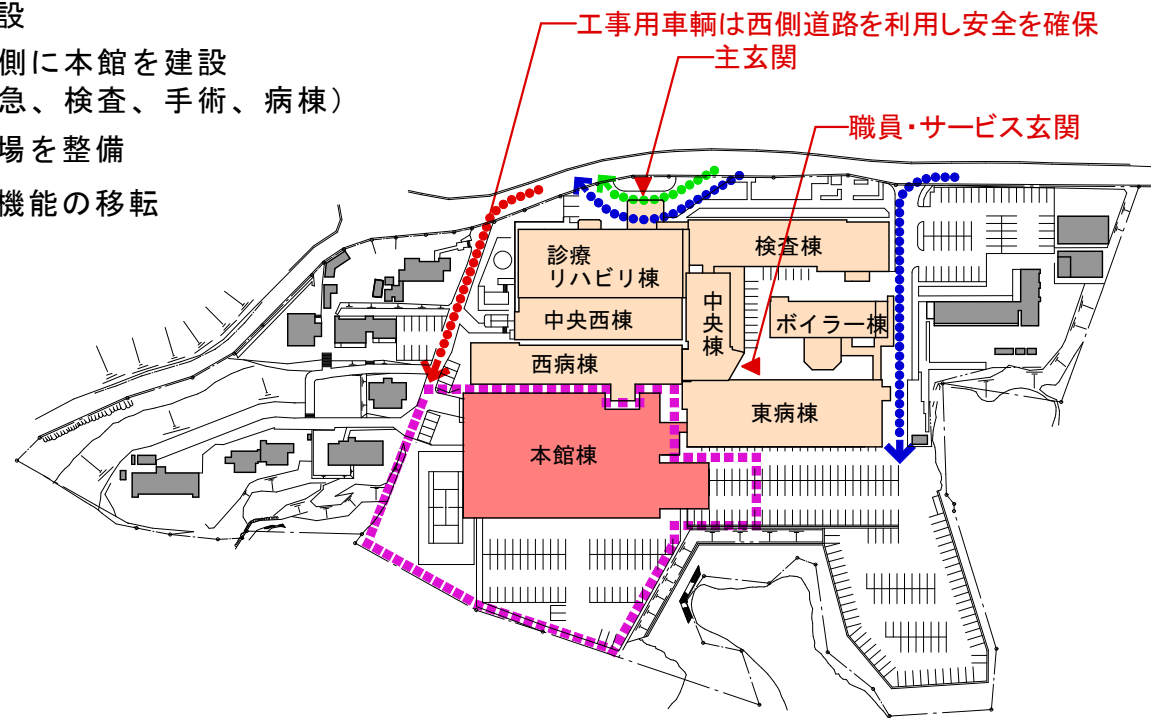 設
側に本館を建設
急、検査、手術、病棟）
場を整備
機能の移転
工事用車輌は西側道路を利用し安全を確保
主玄関
職員・サービス玄関
検査棟
診療
リハビリ棟
中央西棟
中央棟
ボイラー棟
西病棟
東病棟
本館棟